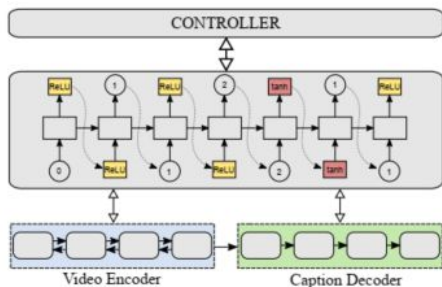 CONTROLLER
ReLU 1 ReLU 2 tanh 1 ReLU
0 ReLU 1 ReLU 2 tanh 1
Video Encoder Caption Decoder